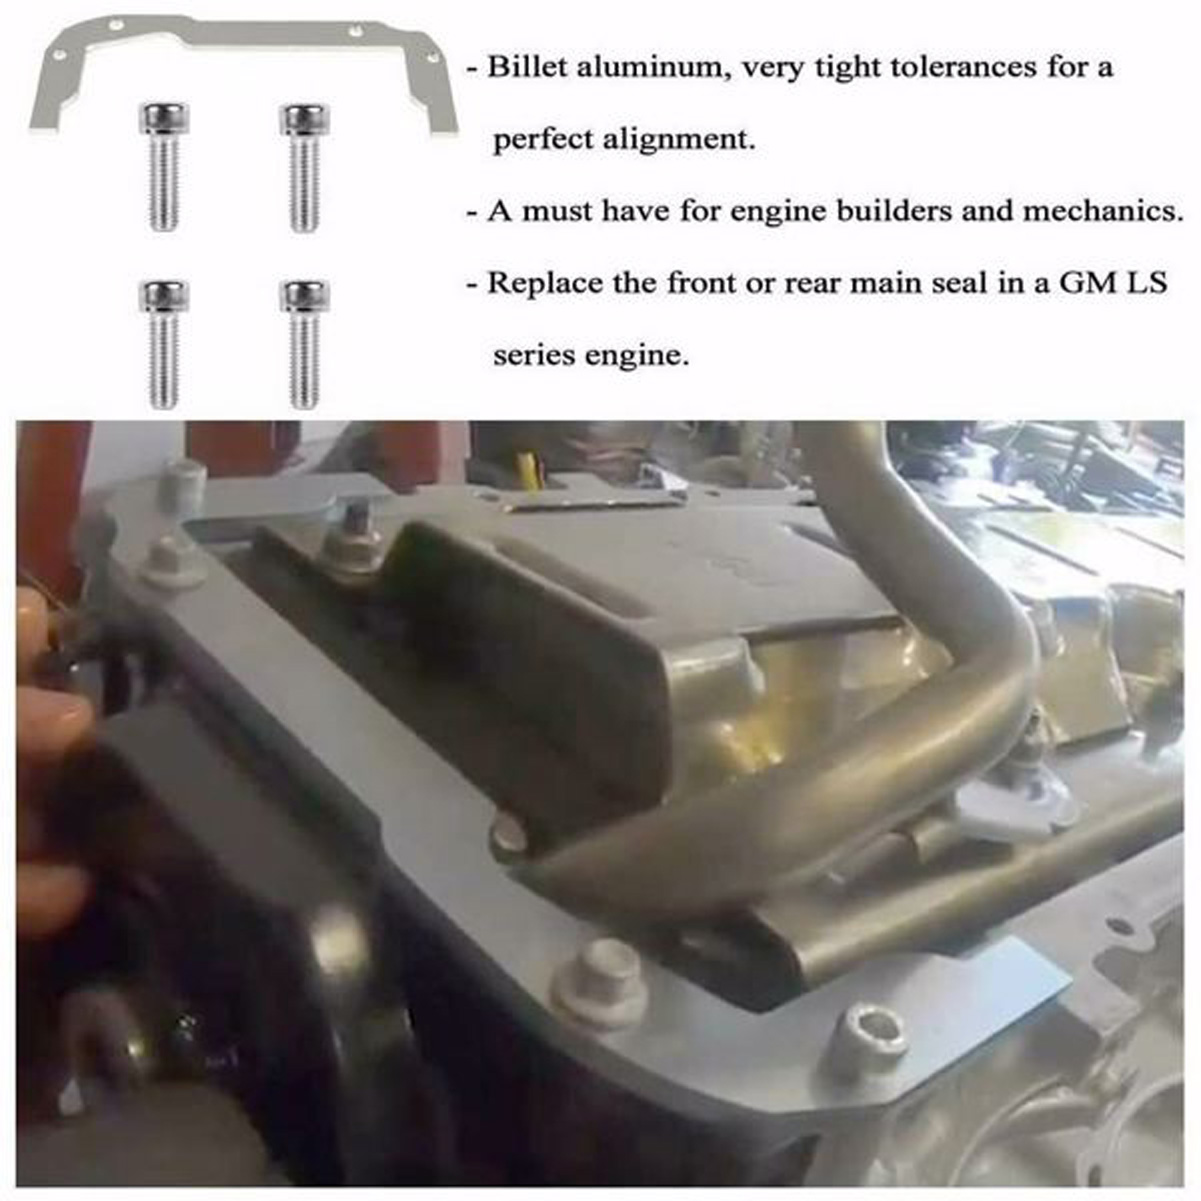 - Billet aluminum, very tight tolerances for a
perfect alignment.
- A must have for engine builders and mechanics.
- Replace the front or rear main seal in a GM LS
series engine.